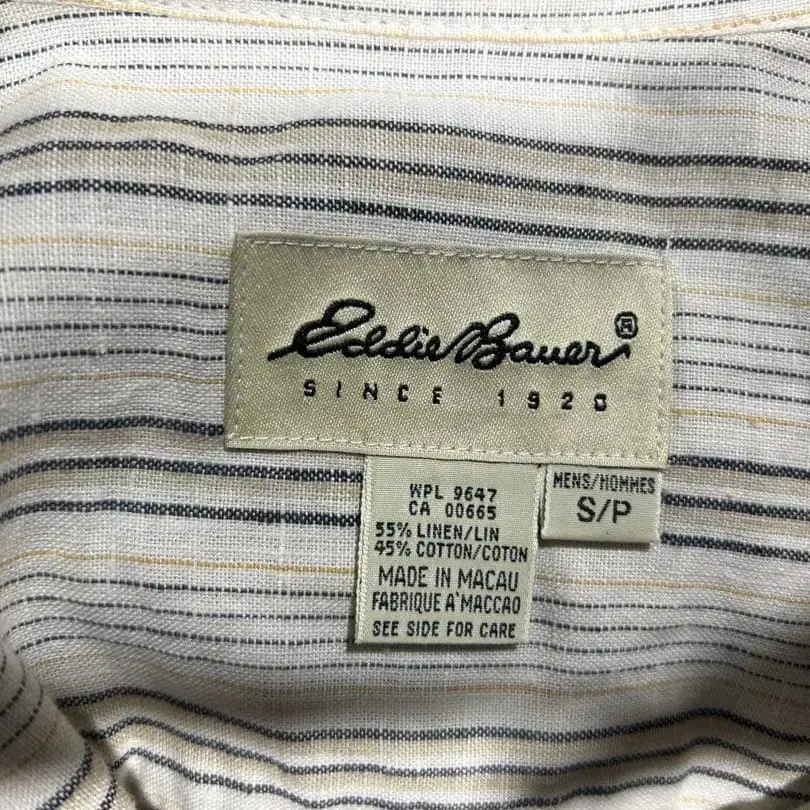 Eddie Bauer®
SINCE 1920
WPL 9647
CA 00665
55% LINEN/LIN
45% COTTON/COTON
MADE IN MACAU
FABRIQUE A'MACCAO
SEE SIDE FOR CARE
MENS/HOMMES
S/P